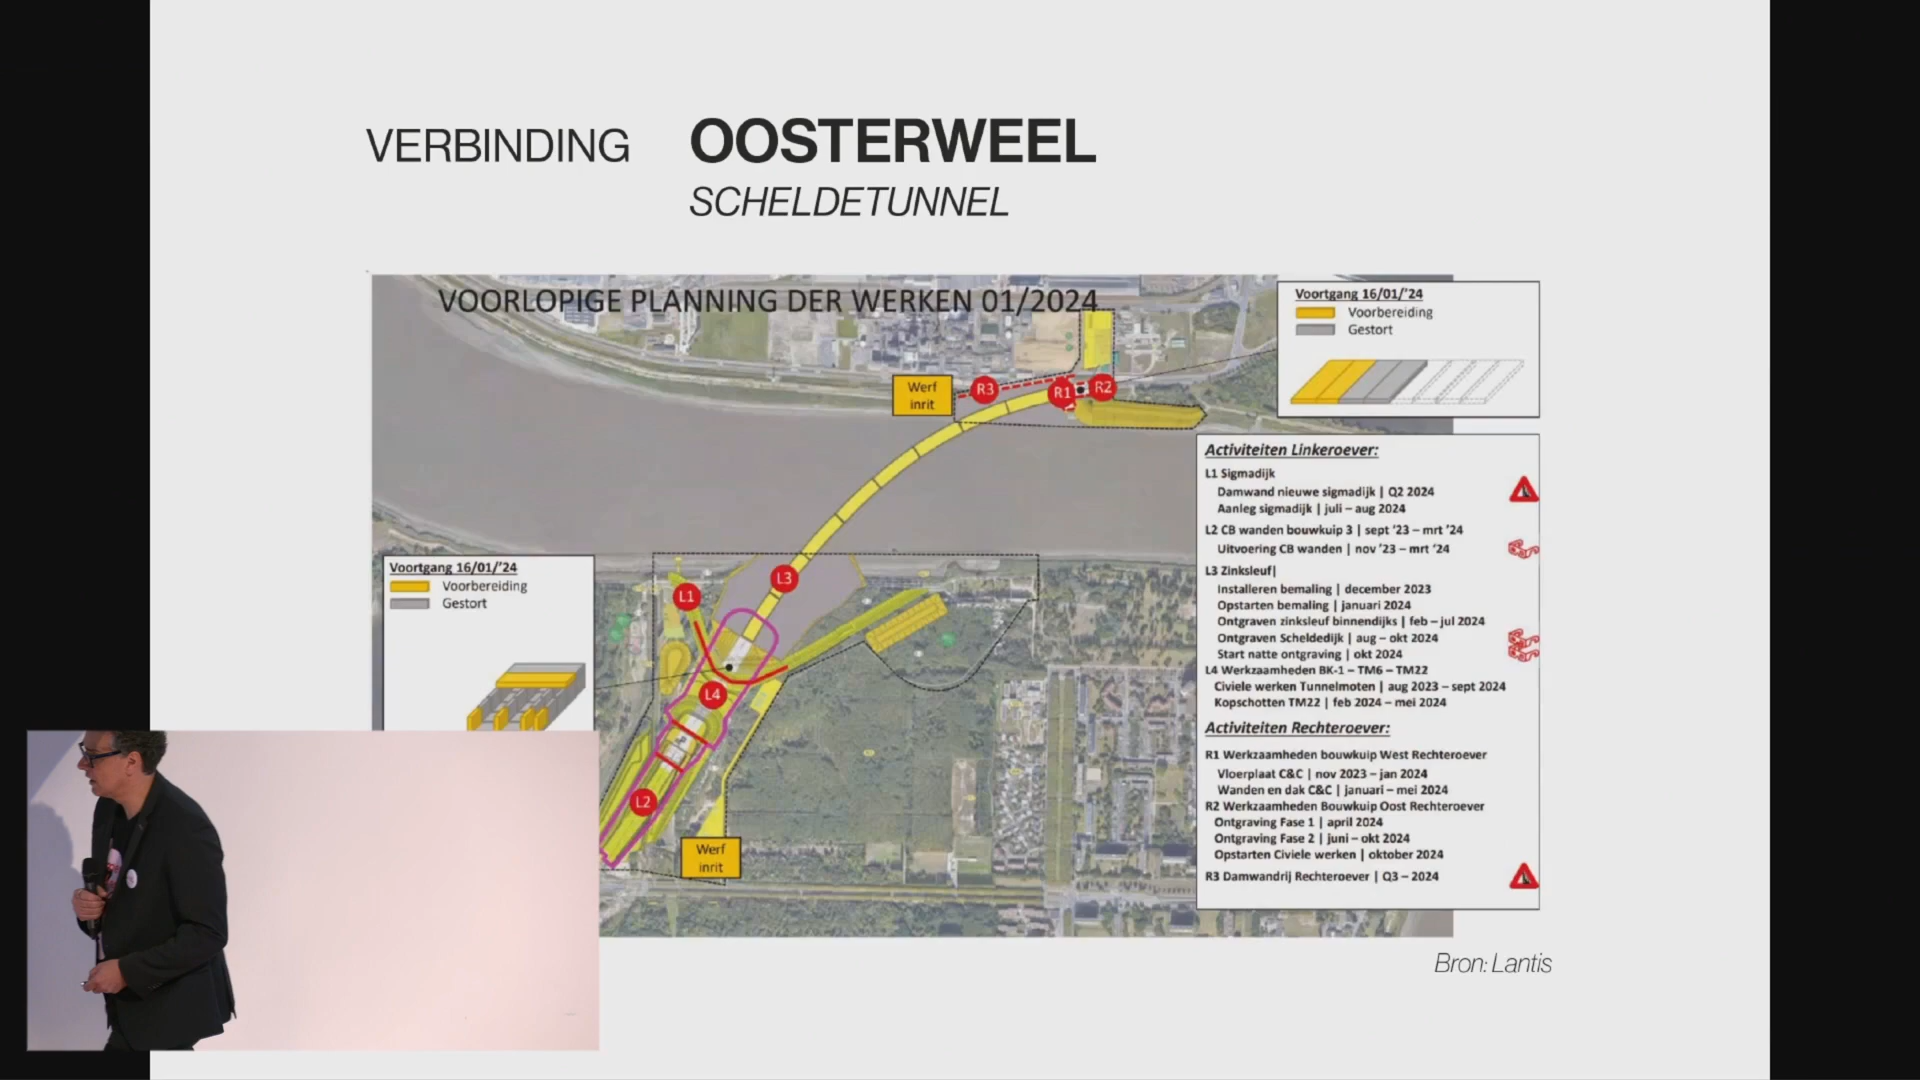 VERBINDING OOSTERWEEL
SCHELDETUNNEL
VOORLOPIGE PLANNING DER WERKEN 01/2024
Voortgang 16/01/'24
Voorbereiding
Gestort
Werf
inrit
R3
R1
R2
Activiteiten Linkeroever:
L1 Sigmadijk
Damwand nieuwe sigmadijk | Q2 2024
Aanleg sigmadijk | juli – aug 2024
L2 CB wanden bouwkuip 3 | sept '23 – mrt '24
Uitvoering CB wanden | nov '23 – mrt '24
L3 Zinksleuf|
Installeren bemaling | december 2023
Opstarten bemaling | januari 2024
Ontgraven zinksleuf binnendijks | feb – jul 2024
Ontgraven Scheldedijk | aug – okt 2024
Start natte ontgraving | okt 2024
L4 Werkzaamheden BK-1 – TM6 – TM22
Civiele werken Tunnelmoten | aug 2023 – sept 2024
Kopschotten TM22 | feb 2024 – mei 2024
Activiteiten Rechteroever:
R1 Werkzaamheden bouwkuip West Rechteroever
Vloerplaat C&C | nov 2023 – jan 2024
Wanden en dak C&C | januari – mei 2024
R2 Werkzaamheden Bouwkuip Oost Rechteroever
Ontgraving Fase 1 | april 2024
Ontgraving Fase 2 | juni – okt 2024
Opstarten Civiele werken | oktober 2024
R3 Damwandrij Rechteroever | Q3 – 2024
Voortgang 16/01/'24
Voorbereiding
Gestort
L3
L1
L4
L2
Werf
inrit
Bron: Lantis